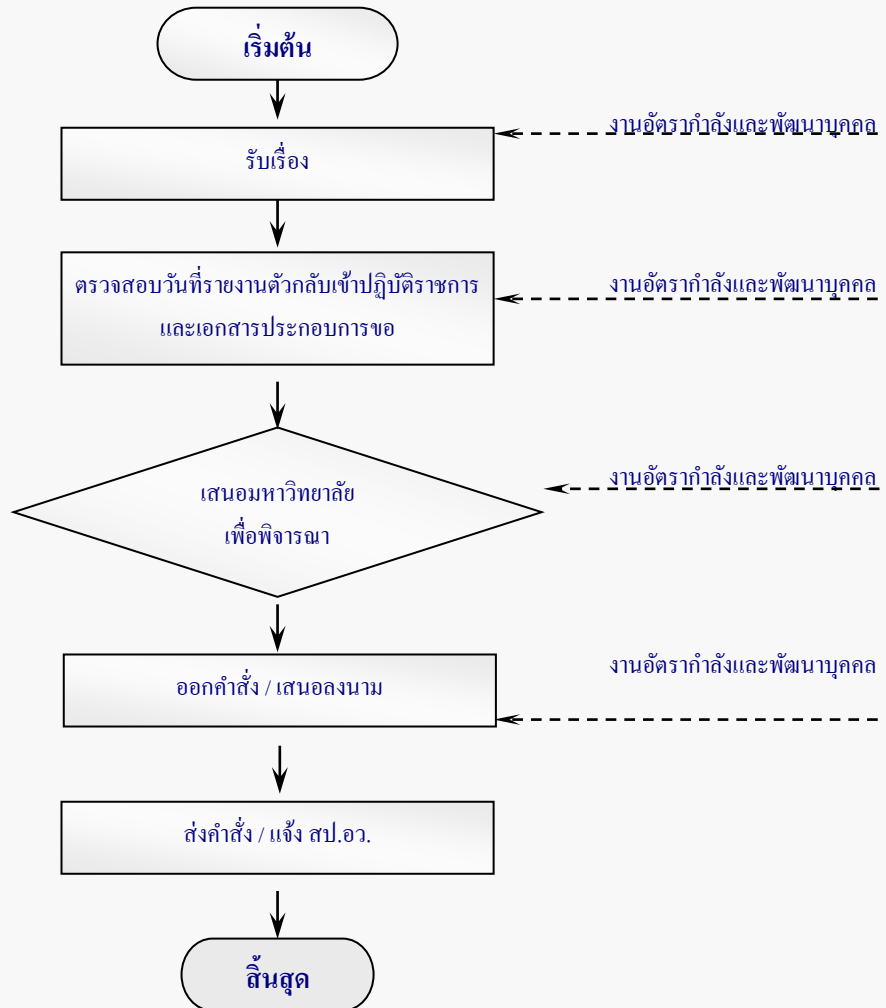 เริ่มต้น
งานอัตรากำลังและพัฒนาบุคคล
รับเรื่อง
ตรวจสอบวันที่รายงานตัวกลับเข้าปฏิบัติราชการ
งานอัตรากำลังและพัฒนาบุคคล
และเอกสารประกอบการขอ
เสนอมหาวิทยาลัย
งานอัตรากำลังและพัฒนาบุคคล
เพื่อพิจารณา
งานอัตรากำลังและพัฒนาบุคคล
ออกคำสั่ง / เสนอลงนาม
ส่งคำสั่ง / แจ้ง สป.อว.
สิ้นสุด